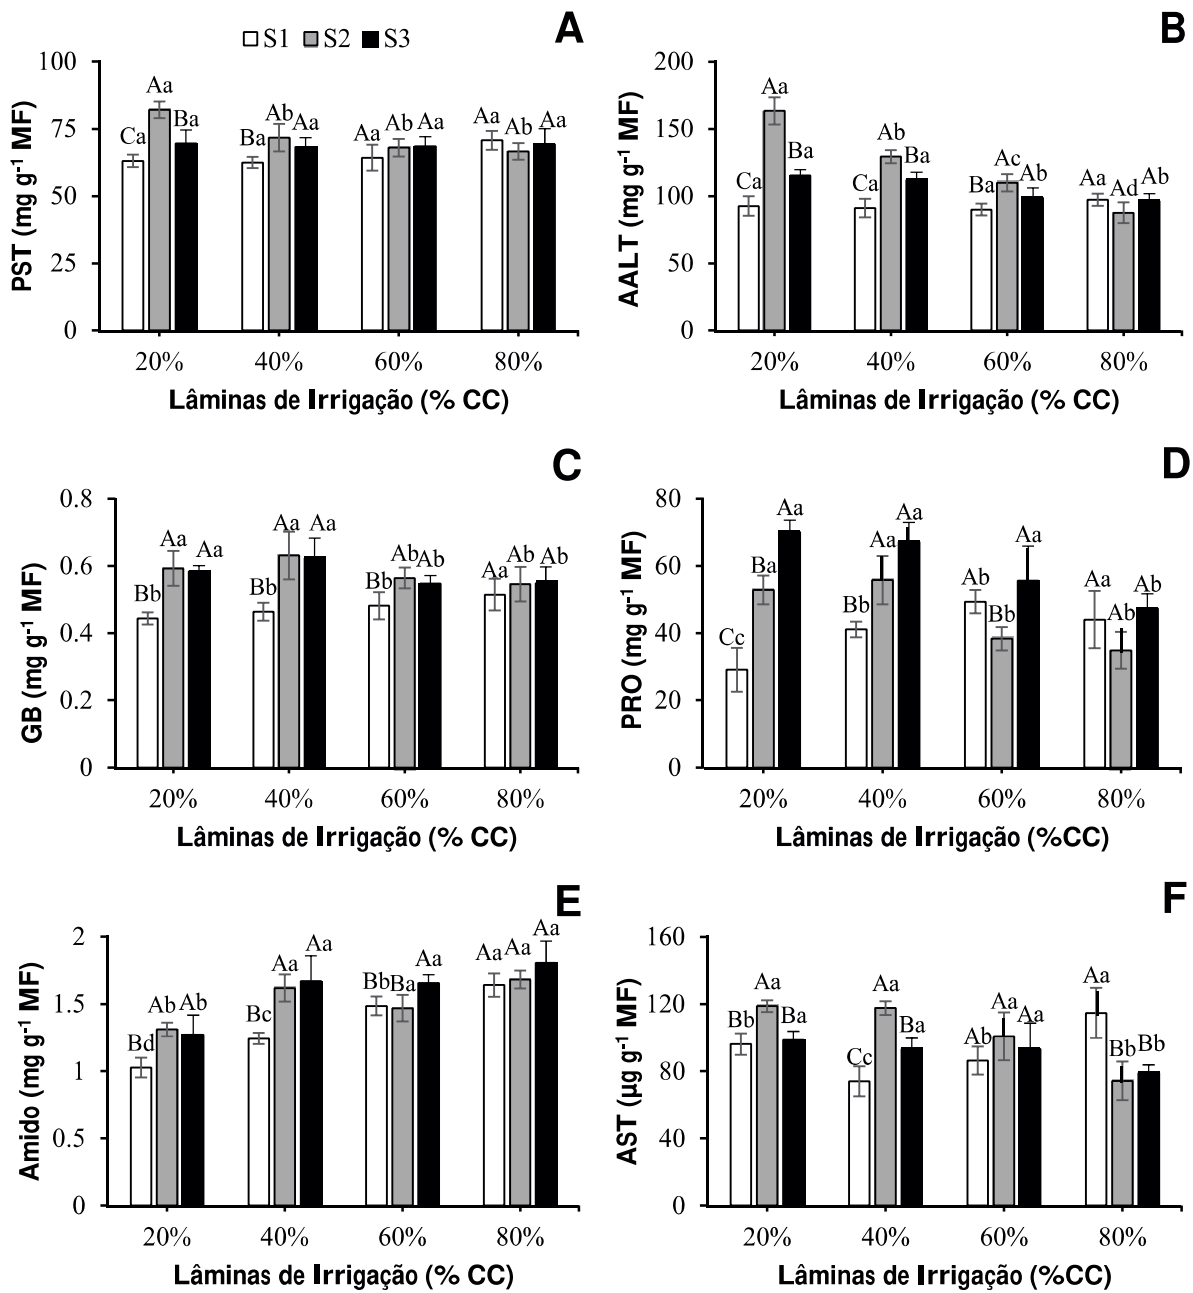 S1 S2 S3
A
PST (mg g⁻¹ MF)
100
75
50
25
0
Ca Aa Ba
Ba Ab Aa
Aa Ab Aa
Aa Ab Aa
20% 40% 60% 80%
Lâminas de Irrigação (% CC)
B
AALT (mg g⁻¹ MF)
200
150
100
50
0
Ca Aa Ba
Ca Ab Ba
Ba Ac Ab
Aa Ad Ab
20% 40% 60% 80%
Lâminas de Irrigação (% CC)
C
GB (mg g⁻¹ MF)
0.8
0.6
0.4
0.2
0
Bb Aa Aa
Bb Aa Aa
Bb Ab Ab
Aa Ab Ab
20% 40% 60% 80%
Lâminas de Irrigação (% CC)
D
PRO (mg g⁻¹ MF)
80
60
40
20
0
Cc Ba Aa
Bb Aa Aa
Ab Bb Aa
Aa Ab Ab
20% 40% 60% 80%
Lâminas de Irrigação (%CC)
E
Amido (mg g⁻¹ MF)
2
1.5
1
0.5
0
Bd Ab Ab
Bc Aa Aa
Bb Ba Aa
Aa Aa Aa
20% 40% 60% 80%
Lâminas de Irrigação (% CC)
F
AST (µg g⁻¹ MF)
160
120
80
40
0
Bb Aa Ba
Cc Aa Ba
Ab Aa Aa
Aa Bb Bb
20% 40% 60% 80%
Lâminas de Irrigação (%CC)